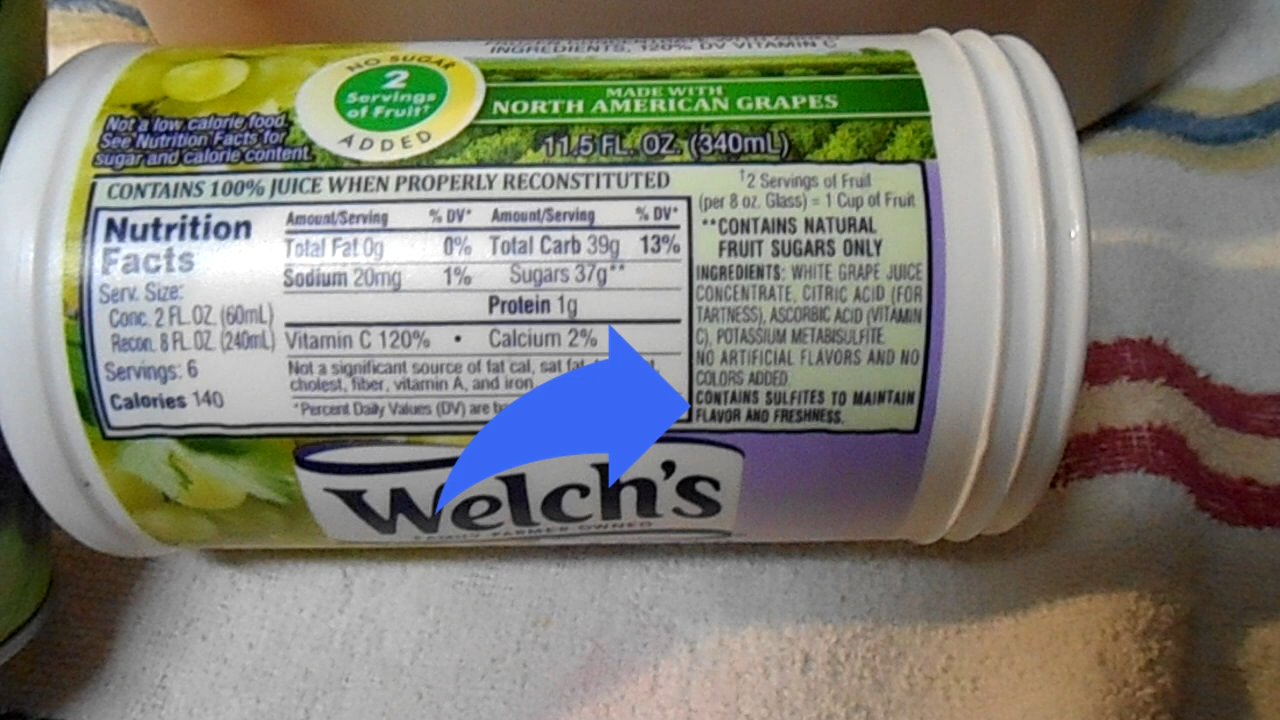 INGREDIENTS, 120% DV VITAMIN C
NO SUGAR
2
Servings
of Fruit†
ADDED
MADE WITH
NORTH AMERICAN GRAPES
Not a low calorie food.
See Nutrition Facts for
sugar and calorie content.
11.5 FL. OZ. (340mL)
CONTAINS 100% JUICE WHEN PROPERLY RECONSTITUTED
Nutrition
Facts
Serv. Size:
Conc. 2 FL. OZ. (60mL)
Recon. 8 FL. OZ. (240mL)
Servings: 6
Calories 140
Amount/Serving % DV* Amount/Serving % DV*
Total Fat 0g 0% Total Carb 39g 13%
Sodium 20mg 1% Sugars 37g**
Protein 1g
Vitamin C 120% • Calcium 2%
Not a significant source of fat cal, sat
cholest, fiber, vitamin A, and iron.
*Percent Daily Values (DV) are
†2 Servings of Fruit
(per 8 oz. Glass) = 1 Cup of Fruit
**CONTAINS NATURAL
FRUIT SUGARS ONLY
INGREDIENTS: WHITE GRAPE JUICE
CONCENTRATE, CITRIC ACID (FOR
TARTNESS), ASCORBIC ACID (VITAMIN
C), POTASSIUM METABISULFITE.
NO ARTIFICIAL FLAVORS AND NO
COLORS ADDED.
CONTAINS SULFITES TO MAINTAIN
FLAVOR AND FRESHNESS.
Welch's
FAMILY FARMER OWNED